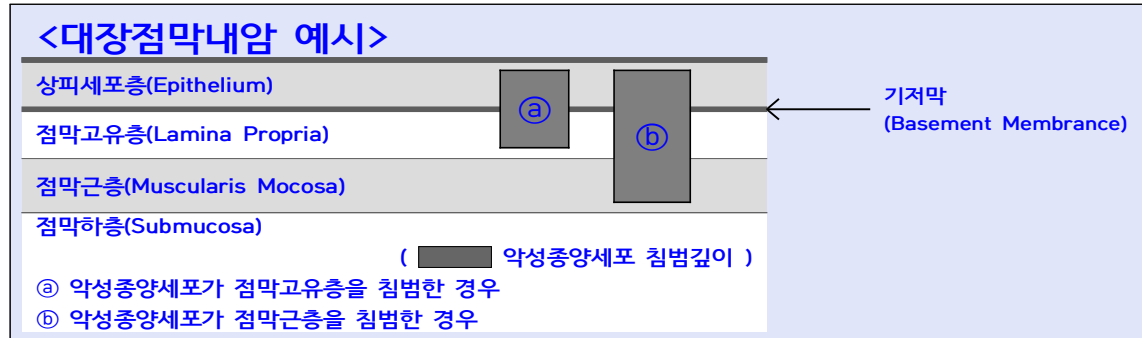 <대장점막내암 예시>
상피세포층(Epithelium)
ⓐ
기저막
(Basement Membrance)
점막고유층(Lamina Propria)
ⓑ
점막근층(Muscularis Mocosa)
점막하층(Submucosa)
( 악성종양세포 침범깊이 )
ⓐ 악성종양세포가 점막고유층을 침범한 경우
ⓑ 악성종양세포가 점막근층을 침범한 경우